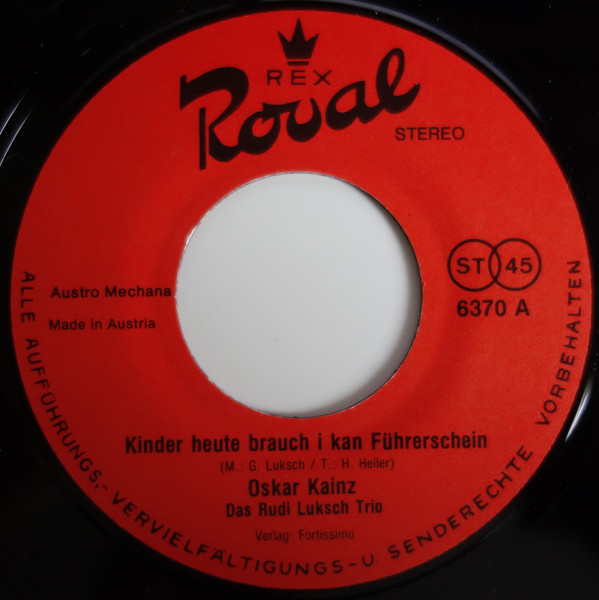 REX
Royal
STEREO
ST 45
6370 A
Austro Mechana
Made in Austria
Kinder heute brauch i kan Führerschein
(M.: G. Luksch / T.: H. Heller)
Oskar Kainz
Das Rudi Luksch Trio
Verlag: Fortissimo
ALLE AUFFÜHRUNGS,- VERVIELFÄLTIGUNGS-U. SENDERECHTE VORBEHALTEN